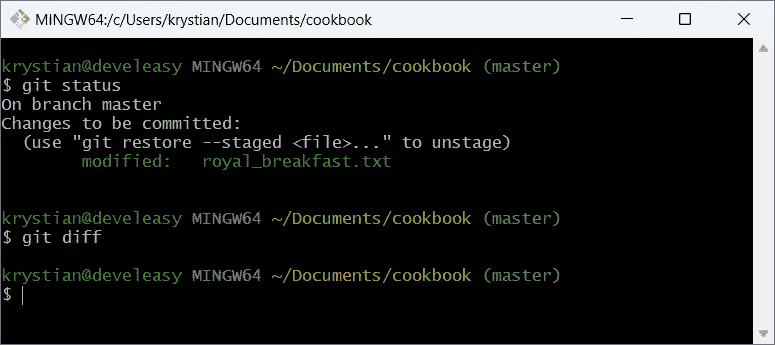 MINGW64:/c/Users/krystian/Documents/cookbook
krystian@develeasy MINGW64 ~/Documents/cookbook (master)
$ git status
On branch master
Changes to be committed:
  (use "git restore --staged <file>..." to unstage)
        modified:   royal_breakfast.txt
krystian@develeasy MINGW64 ~/Documents/cookbook (master)
$ git diff
krystian@develeasy MINGW64 ~/Documents/cookbook (master)
$